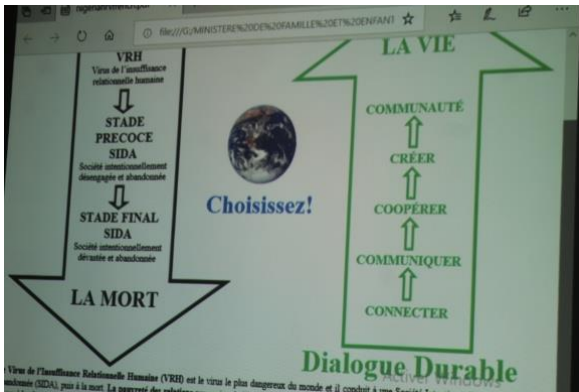 file:///G:/MINISTERE%20DE%20FAMILLE%20ET%20ENFANT
VRH
Virus de l'insuffisance
relationnelle humaine
STADE
PRECOCE
SIDA
Société intentionnellement
désengagée et abandonnée
STADE FINAL
SIDA
Société intentionnellement
dévastée et abandonnée
LA MORT
Choisissez!
LA VIE
COMMUNAUTÉ
CRÉER
COOPÉRER
COMMUNIQUER
CONNECTER
Dialogue Durable
Activer Windows
Virus de l'Insuffisance Relationnelle Humaine (VRH) est le virus le plus dangereux du monde et il conduit à une Société
(SIDA), puis à la mort. La pauvreté des relations